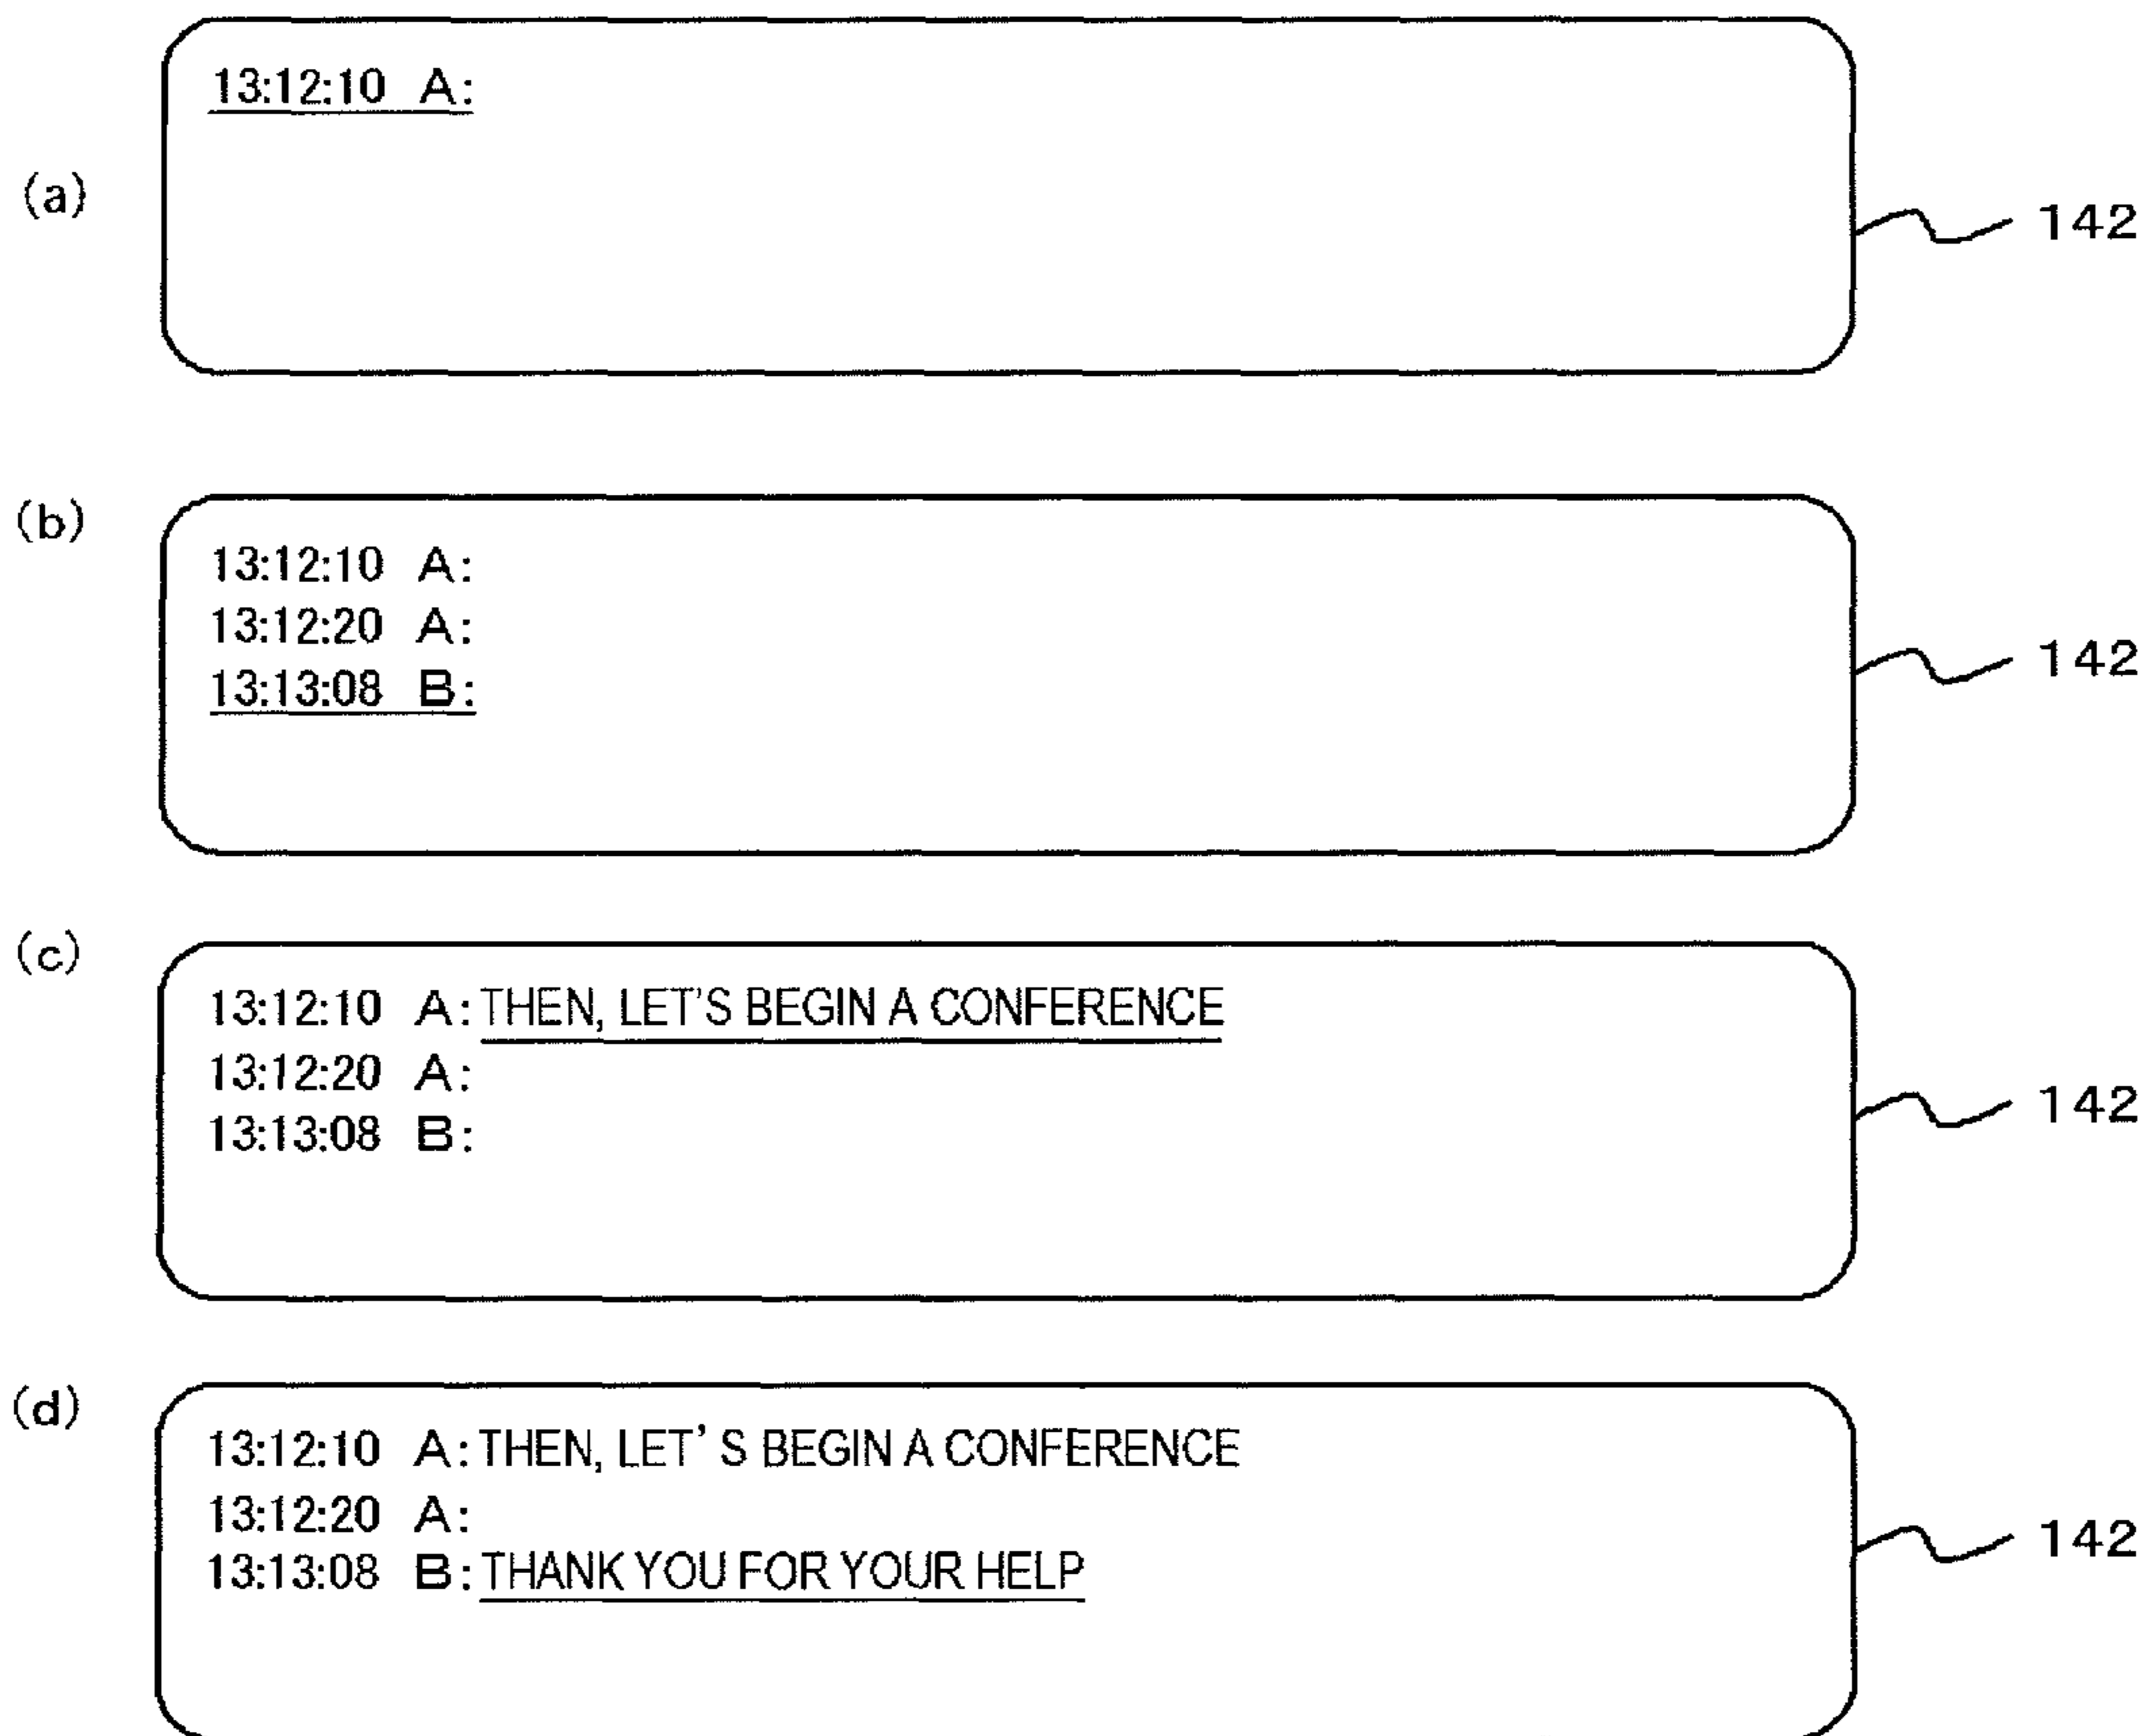 13:12:10 A:
(a)
142
(b)
13:12:10 A:
13:12:20 A:
13:13:08 B:
142
(c)
13:12:10 A: THEN, LET'S BEGIN A CONFERENCE
13:12:20 A:
13:13:08 B:
142
(d)
13:12:10 A: THEN, LET'S BEGIN A CONFERENCE
13:12:20 A:
13:13:08 B: THANK YOU FOR YOUR HELP
142